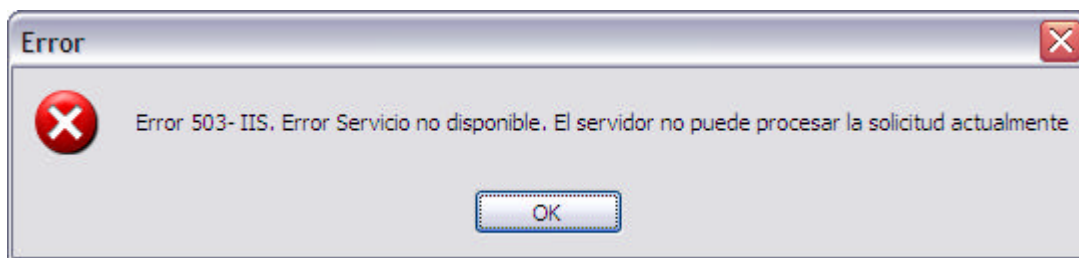 Error
Error 503- IIS. Error Servicio no disponible. El servidor no puede procesar la solicitud actualmente
OK